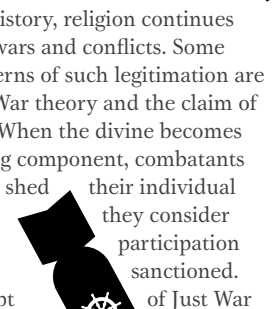 history, religion continues
wars and conflicts. Some
erns of such legitimation are
War theory and the claim of
When the divine becomes
g component, combatants
shed their individual
they consider
participation
sanctioned.
pt of Just War